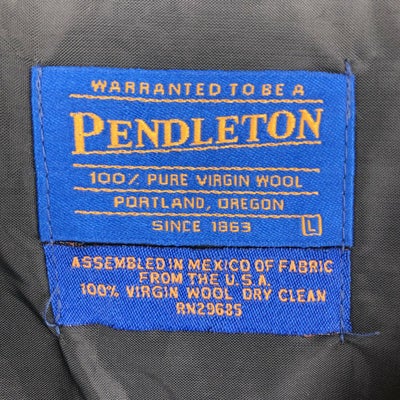 WARRANTED TO BE A
PENDLETON
100% PURE VIRGIN WOOL
PORTLAND, OREGON
SINCE 1863 L
ASSEMBLED IN MEXICO OF FABRIC
FROM THE U.S.A.
100% VIRGIN WOOL DRY CLEAN
RN29685